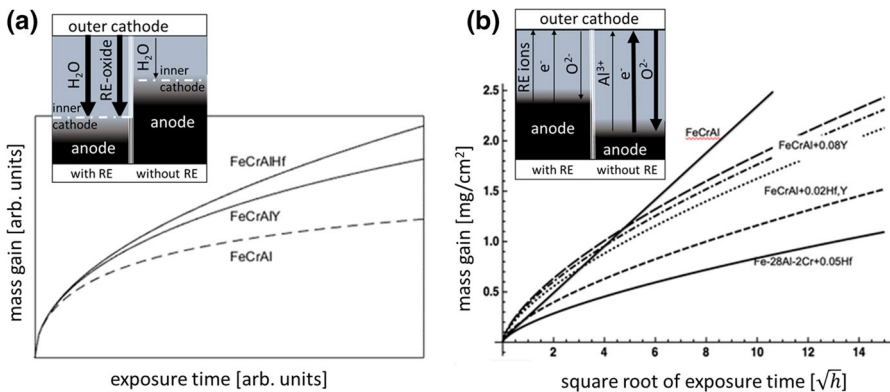 (a)
outer cathode
H₂O
RE-oxide
H₂O
inner
cathode
inner
cathode
anode
anode
with RE
without RE
FeCrAlHf
FeCrAlY
FeCrAl
mass gain [arb. units]
exposure time [arb. units]
(b)
outer cathode
RE ions
e⁻
O²⁻
Al³⁺
e⁻
O²⁻
anode
anode
with RE
without RE
2.5
2.0
1.5
1.0
0.5
2
4
6
8
10
12
14
FeCrAl
FeCrAl+0.08Y
FeCrAl+0.02Hf,Y
Fe-28Al-2Cr+0.05Hf
mass gain [mg/cm²]
square root of exposure time [√h]